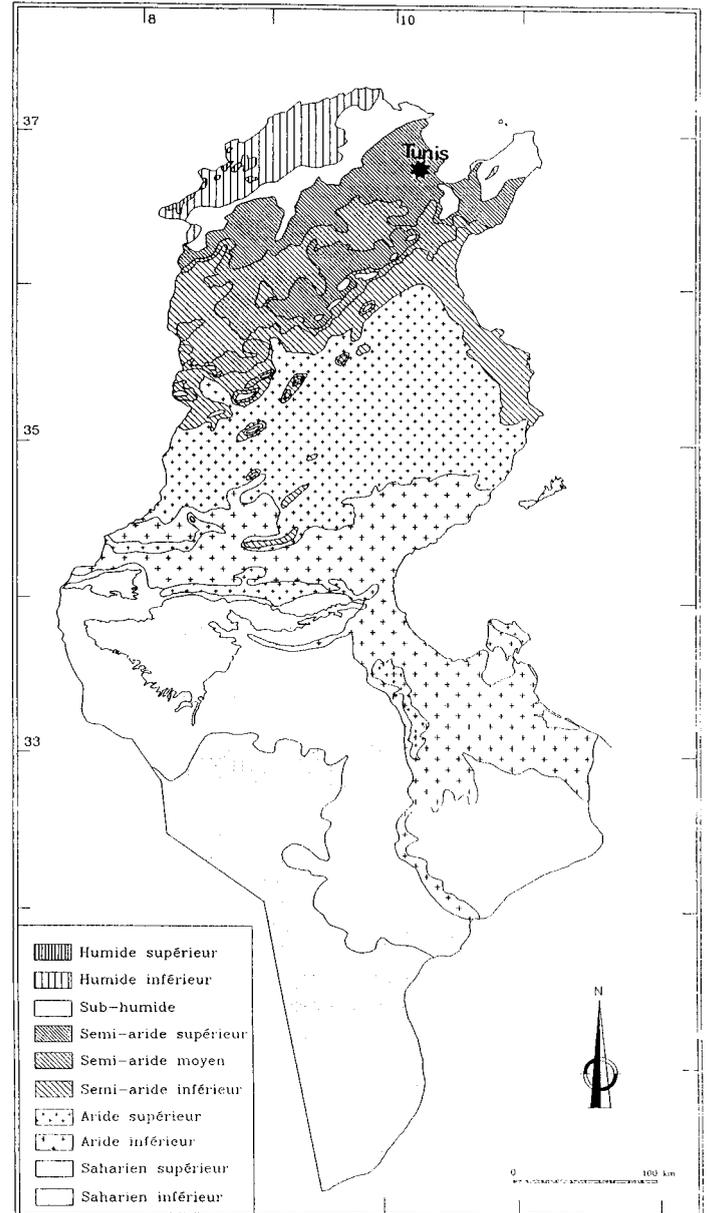 8
10
37
Tunis
35
33
Humide supérieur
Humide inférieur
Sub-humide
Semi-aride supérieur
Semi-aride moyen
Semi-aride inférieur
Aride supérieur
Aride inférieur
Saharien supérieur
Saharien inférieur
N
0 100 km